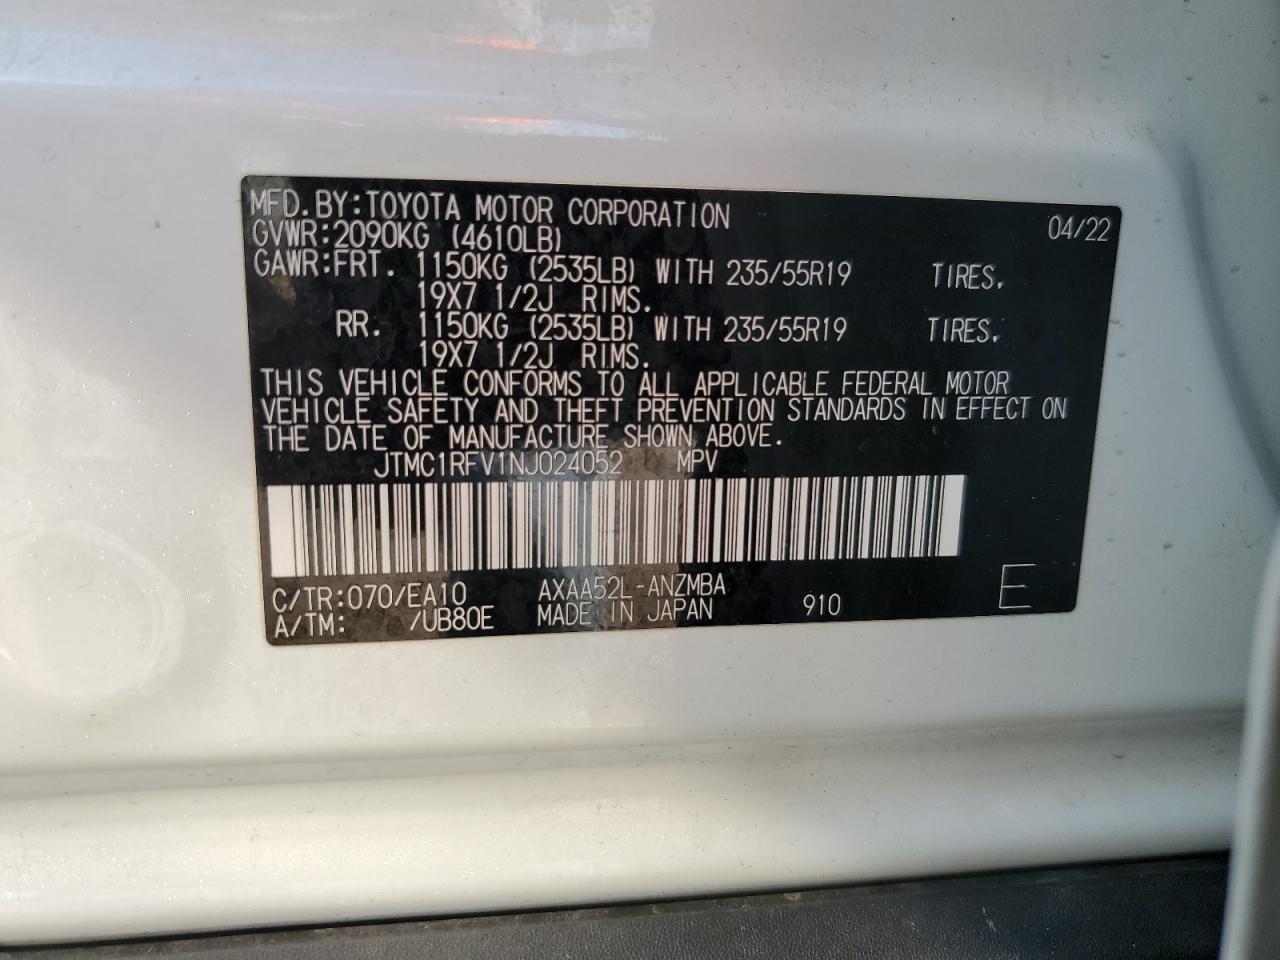 MFD.BY:TOYOTA MOTOR CORPORATION 04/22
GVWR:2090KG (4610LB)
GAWR:FRT. 1150KG (2535LB) WITH 235/55R19 TIRES.
19X7 1/2J RIMS.
RR. 1150KG (2535LB) WITH 235/55R19 TIRES.
19X7 1/2J RIMS.
THIS VEHICLE CONFORMS TO ALL APPLICABLE FEDERAL MOTOR
VEHICLE SAFETY AND THEFT PREVENTION STANDARDS IN EFFECT ON
THE DATE OF MANUFACTURE SHOWN ABOVE.
JTMC1RFV1NJ024052 MPV
C/TR:070/EA10 AXAA52L-ANZMBA
A/TM: /UB80E MADE IN JAPAN 910 E